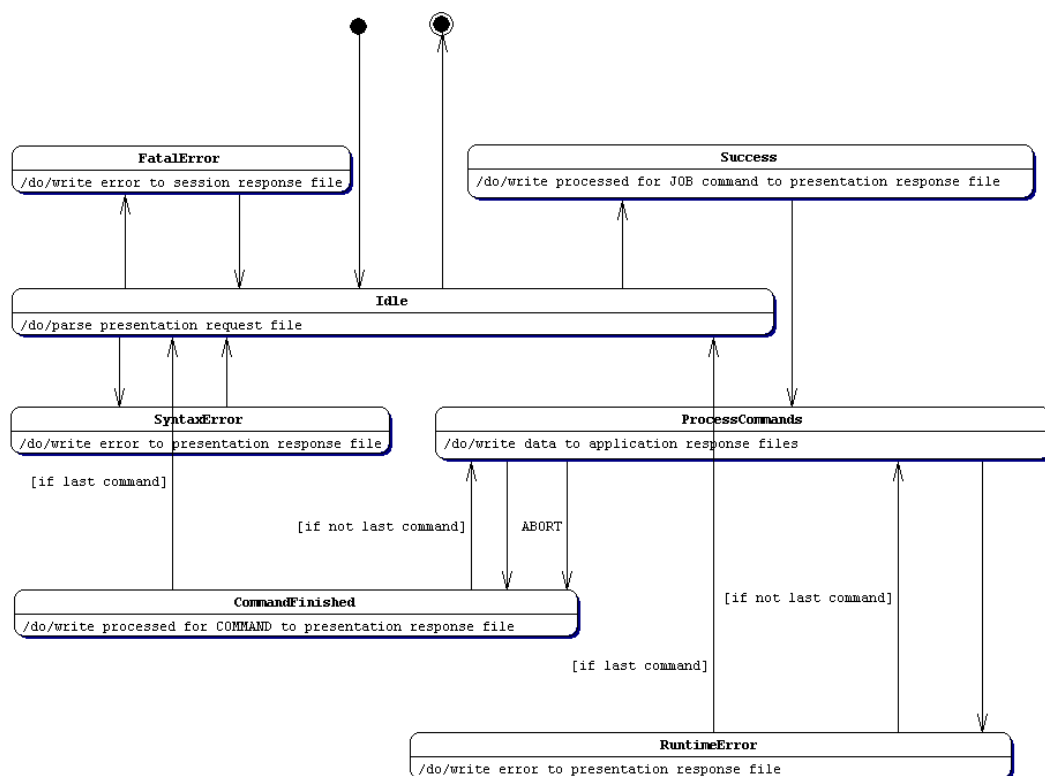 FatalError
/do/write error to session response file
Success
/do/write processed for JOB command to presentation response file
Idle
/do/parse presentation request file
SyntaxError
/do/write error to presentation response file
ProcessCommands
/do/write data to application response files
[if last command]
[if not last command]
ABORT
CommandFinished
/do/write processed for COMMAND to presentation response file
[if not last command]
[if last command]
RuntimeError
/do/write error to presentation response file